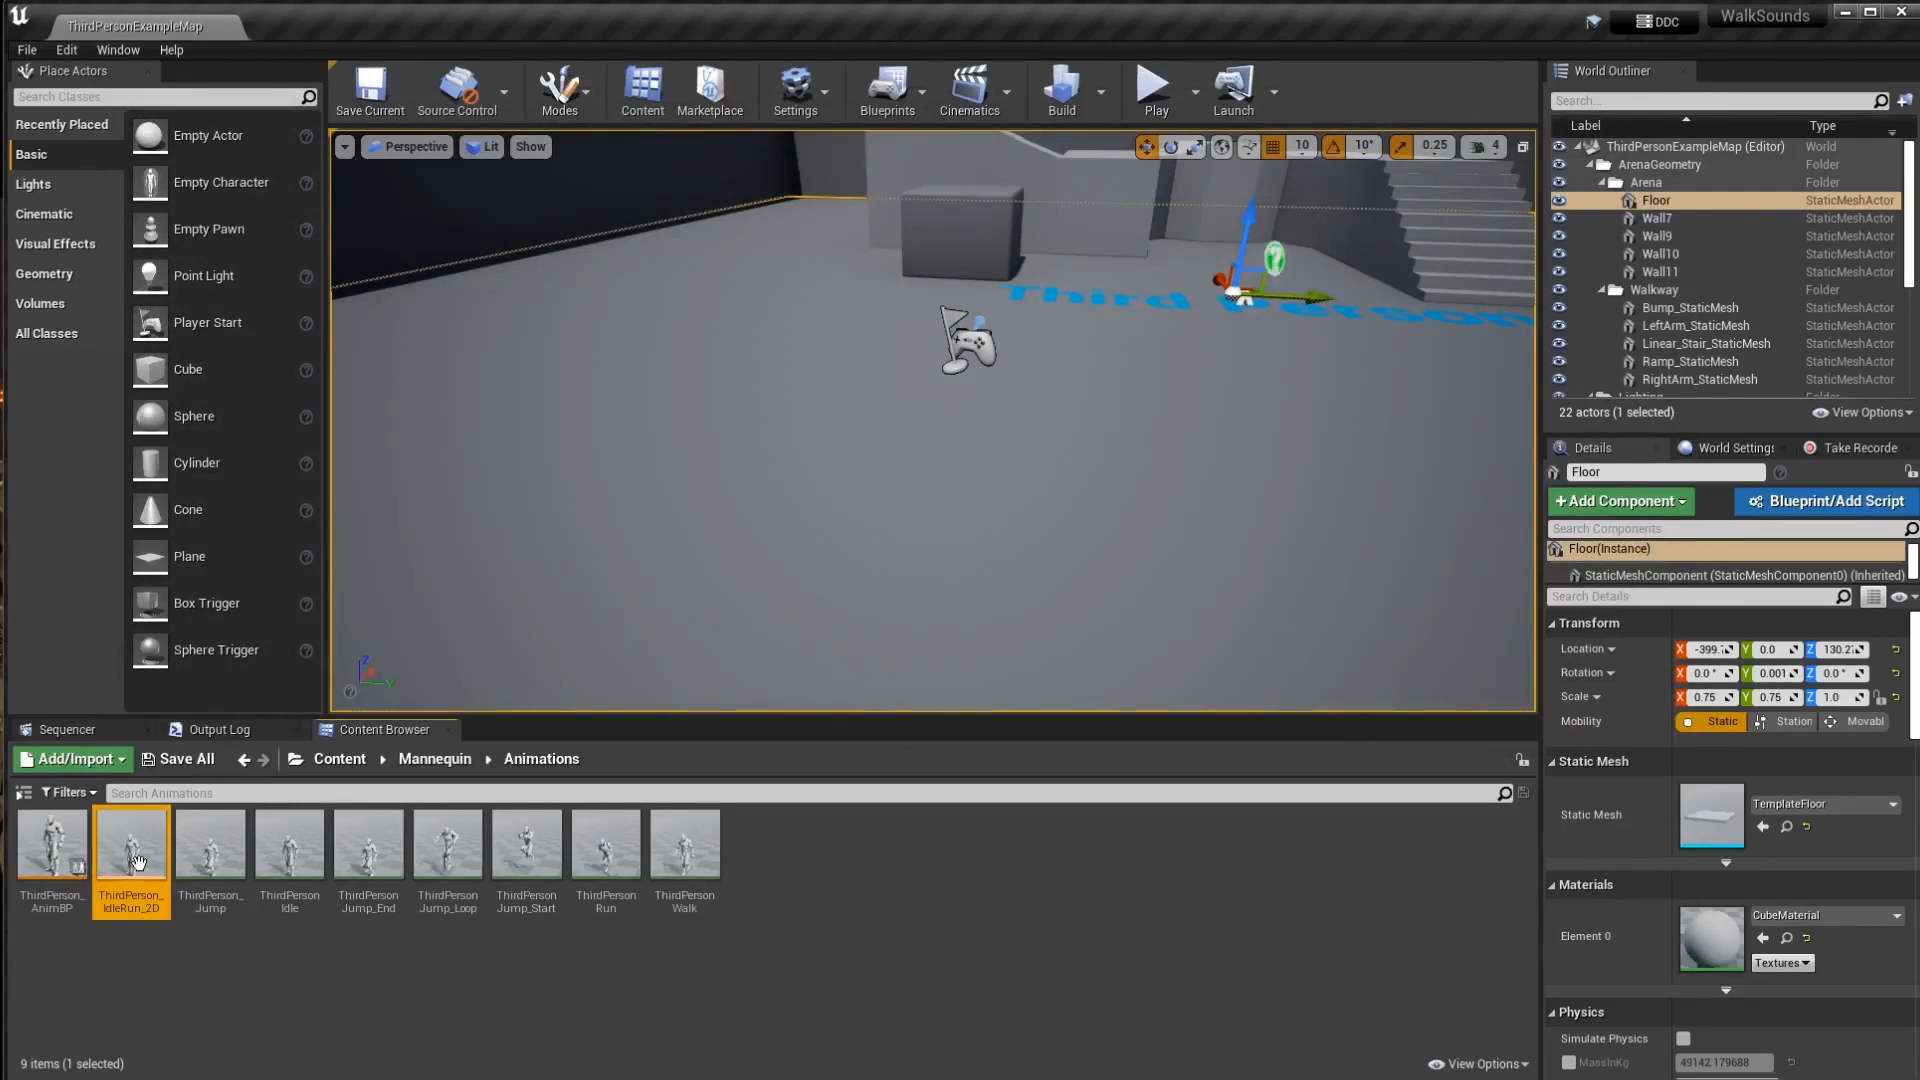 ThirdPersonExampleMap
DDC
WalkSounds
File Edit Window Help
Place Actors
Search Classes
Recently Placed
Basic
Lights
Cinematic
Visual Effects
Geometry
Volumes
All Classes
Empty Actor
Empty Character
Empty Pawn
Point Light
Player Start
Cube
Sphere
Cylinder
Cone
Plane
Box Trigger
Sphere Trigger
Save Current
Source Control
Modes
Content
Marketplace
Settings
Blueprints
Cinematics
Build
Play
Launch
Perspective
Lit
Show
10
10°
0.25
4
Third Person
Z
Y
World Outliner
Search...
Label Type
ThirdPersonExampleMap (Editor) World
ArenaGeometry Folder
Arena Folder
Floor StaticMeshActor
Wall7 StaticMeshActor
Wall9 StaticMeshActor
Wall10 StaticMeshActor
Wall11 StaticMeshActor
Walkway Folder
Bump_StaticMesh StaticMeshActor
LeftArm_StaticMesh StaticMeshActor
Linear_Stair_StaticMesh StaticMeshActor
Ramp_StaticMesh StaticMeshActor
RightArm_StaticMesh StaticMeshActor
22 actors (1 selected)
View Options
Details
World Settings
Take Recorde
Floor
+Add Component
Blueprint/Add Script
Search Components
Floor(Instance)
StaticMeshComponent (StaticMeshComponent0) (Inherited)
Search Details
Transform
Location X -399. Y 0.0 Z 130.2
Rotation X 0.0 ° Y 0.001 Z 0.0 °
Scale X 0.75 Y 0.75 Z 1.0
Mobility Static Station Movabl
Static Mesh
Static Mesh TemplateFloor
Materials
Element 0 CubeMaterial
Textures
Physics
Simulate Physics
MassInKg 49142.179688
Sequencer
Output Log
Content Browser
Add/Import
Save All
Content
Mannequin
Animations
Filters
Search Animations
ThirdPerson_
AnimBP
ThirdPerson_
IdleRun_2D
ThirdPerson_
Jump
ThirdPerson
Idle
ThirdPerson
Jump_End
ThirdPerson
Jump_Loop
ThirdPerson
Jump_Start
ThirdPerson
Run
ThirdPerson
Walk
9 items (1 selected)
View Options